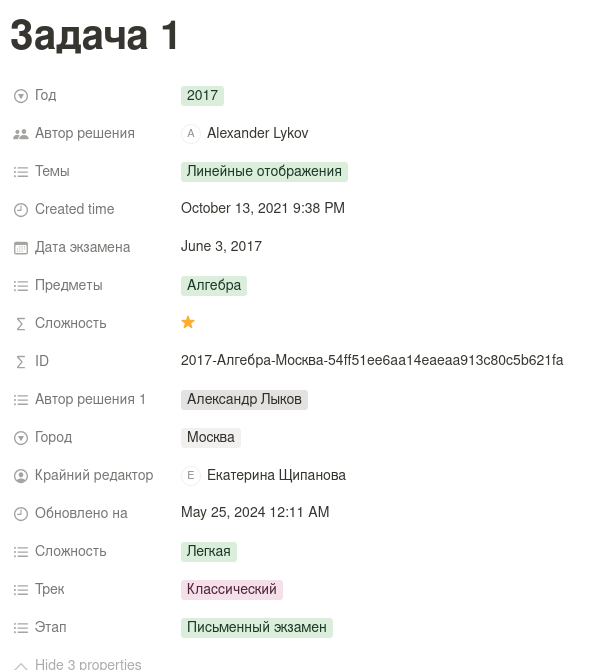 Задача 1
Год 2017
Автор решения A Alexander Lykov
Темы Линейные отображения
Created time October 13, 2021 9:38 PM
Дата экзамена June 3, 2017
Предметы Алгебра
Сложность
ID 2017-Алгебра-Москва-54ff51ee6aa14eaeaa913c80c5b621fa
Автор решения 1 Александр Лыков
Город Москва
Крайний редактор E Екатерина Щипанова
Обновлено на May 25, 2024 12:11 AM
Сложность Легкая
Трек Классический
Этап Письменный экзамен
Hide 3 properties